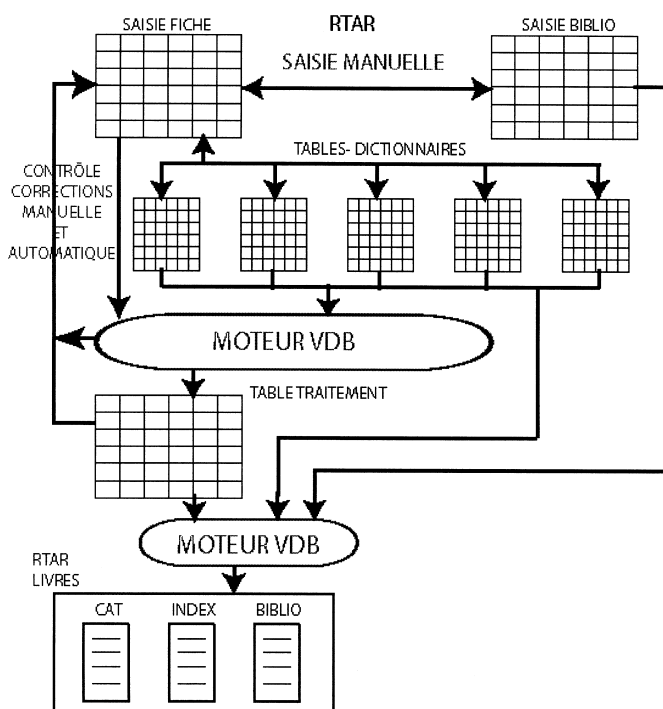 SAISIE FICHE
RTAR
SAISIE BIBLIO
SAISIE MANUELLE
TABLES- DICTIONNAIRES
CONTRÔLE
CORRECTIONS
MANUELLE
ET
AUTOMATIQUE
MOTEUR VDB
TABLE TRAITEMENT
MOTEUR VDB
RTAR
LIVRES
CAT
INDEX
BIBLIO